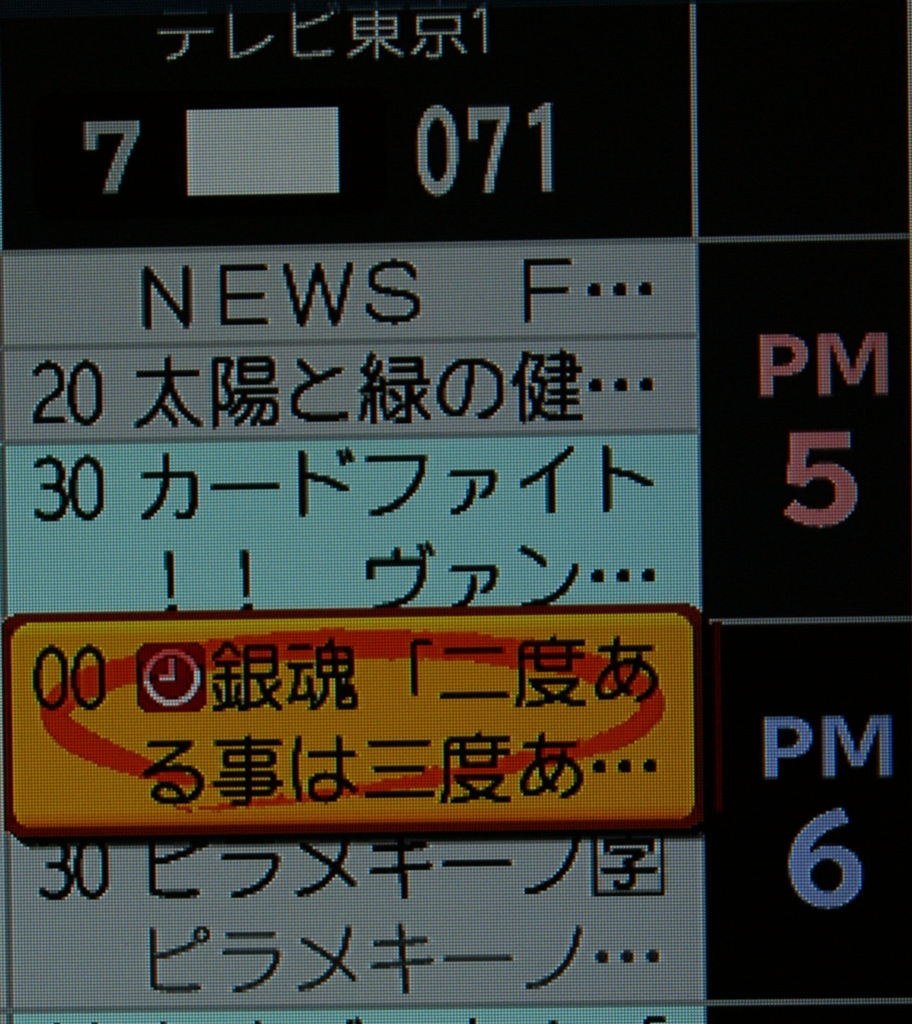 テレビ東京1
7 071
NEWS F…
20 太陽と緑の健…
30 カードファイト
!! ヴァン…
PM
5
00 銀魂「二度あ
る事は三度あ…
PM
6
30 ピラメキーノ字
ピラメキーノ…